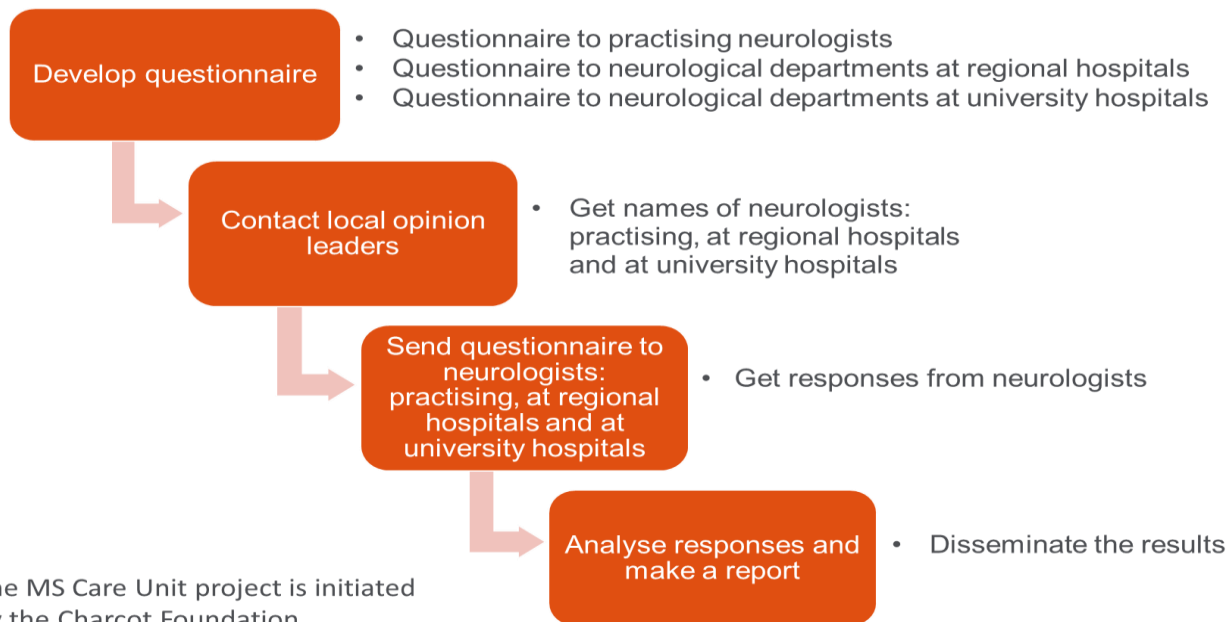 Develop questionnaire
• Questionnaire to practising neurologists
• Questionnaire to neurological departments at regional hospitals
• Questionnaire to neurological departments at university hospitals
Contact local opinion
leaders
• Get names of neurologists:
practising, at regional hospitals
and at university hospitals
Send questionnaire to
neurologists:
practising, at regional
hospitals and at
university hospitals
• Get responses from neurologists
Analyse responses and
make a report
• Disseminate the results
MS Care Unit project is initiated
the Charcot Foundation